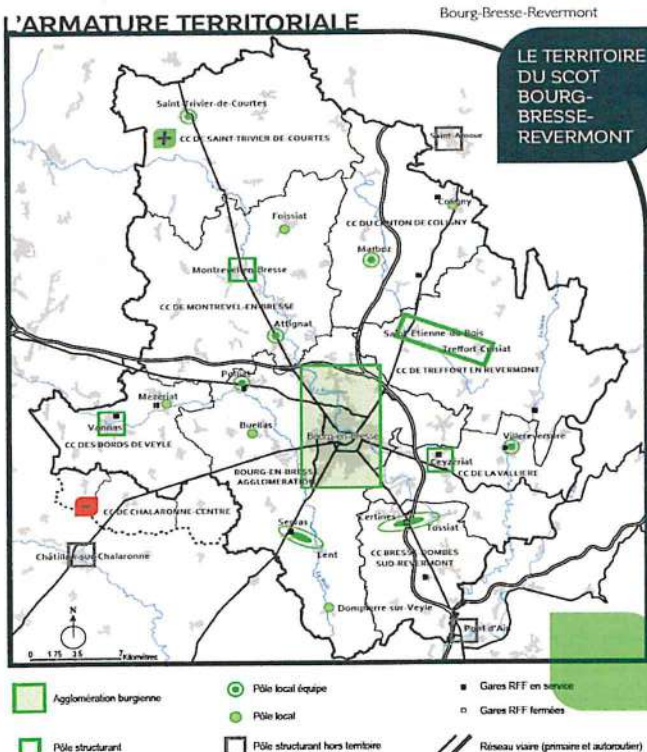 L'ARMATURE TERRITORIALE
Bourg-Bresse-Revermont
LE TERRITOIRE
DU SCOT
BOURG-
BRESSE-
REVERMONT
Saint-Trivier-de-Courtes
CC DE SAINT-TRIVIER-DE-COURTES
Saint-Amour
Coligny
Foissiat
CC DU CANTON DE COLIGNY
Marboz
Montrevel-en-Bresse
CC DE MONTREVEL-EN-BRESSE
Attignat
Saint-Étienne-du-Bois
Treffort-Cuisiat
CC DE TREFFORT EN REVERMONT
Polliat
Mézériat
Vonnas
Buellas
Bourg-en-Bresse
Villereversure
CC DES BORDS DE VEYLE
Ceyzériat
CC DE LA VALLIERE
BOURG-EN-BRESSE
AGGLOMERATION
CC DE CHALARONNE-CENTRE
Servas
Certines
Tossiat
Châtillon-sur-Chalaronne
Lent
CC BRESSE DOMBES
SUD-REVERMONT
Dompierre-sur-Veyle
Pont d'Ain
N
0 1.75 3.5 7
Kilomètres
Agglomération burgienne
Pôle local équipé
Gares RFF en service
Pôle local
Gares RFF fermées
Pôle structurant
Pôle structurant hors territoire
Réseau viaire (primaire et autoroutier)